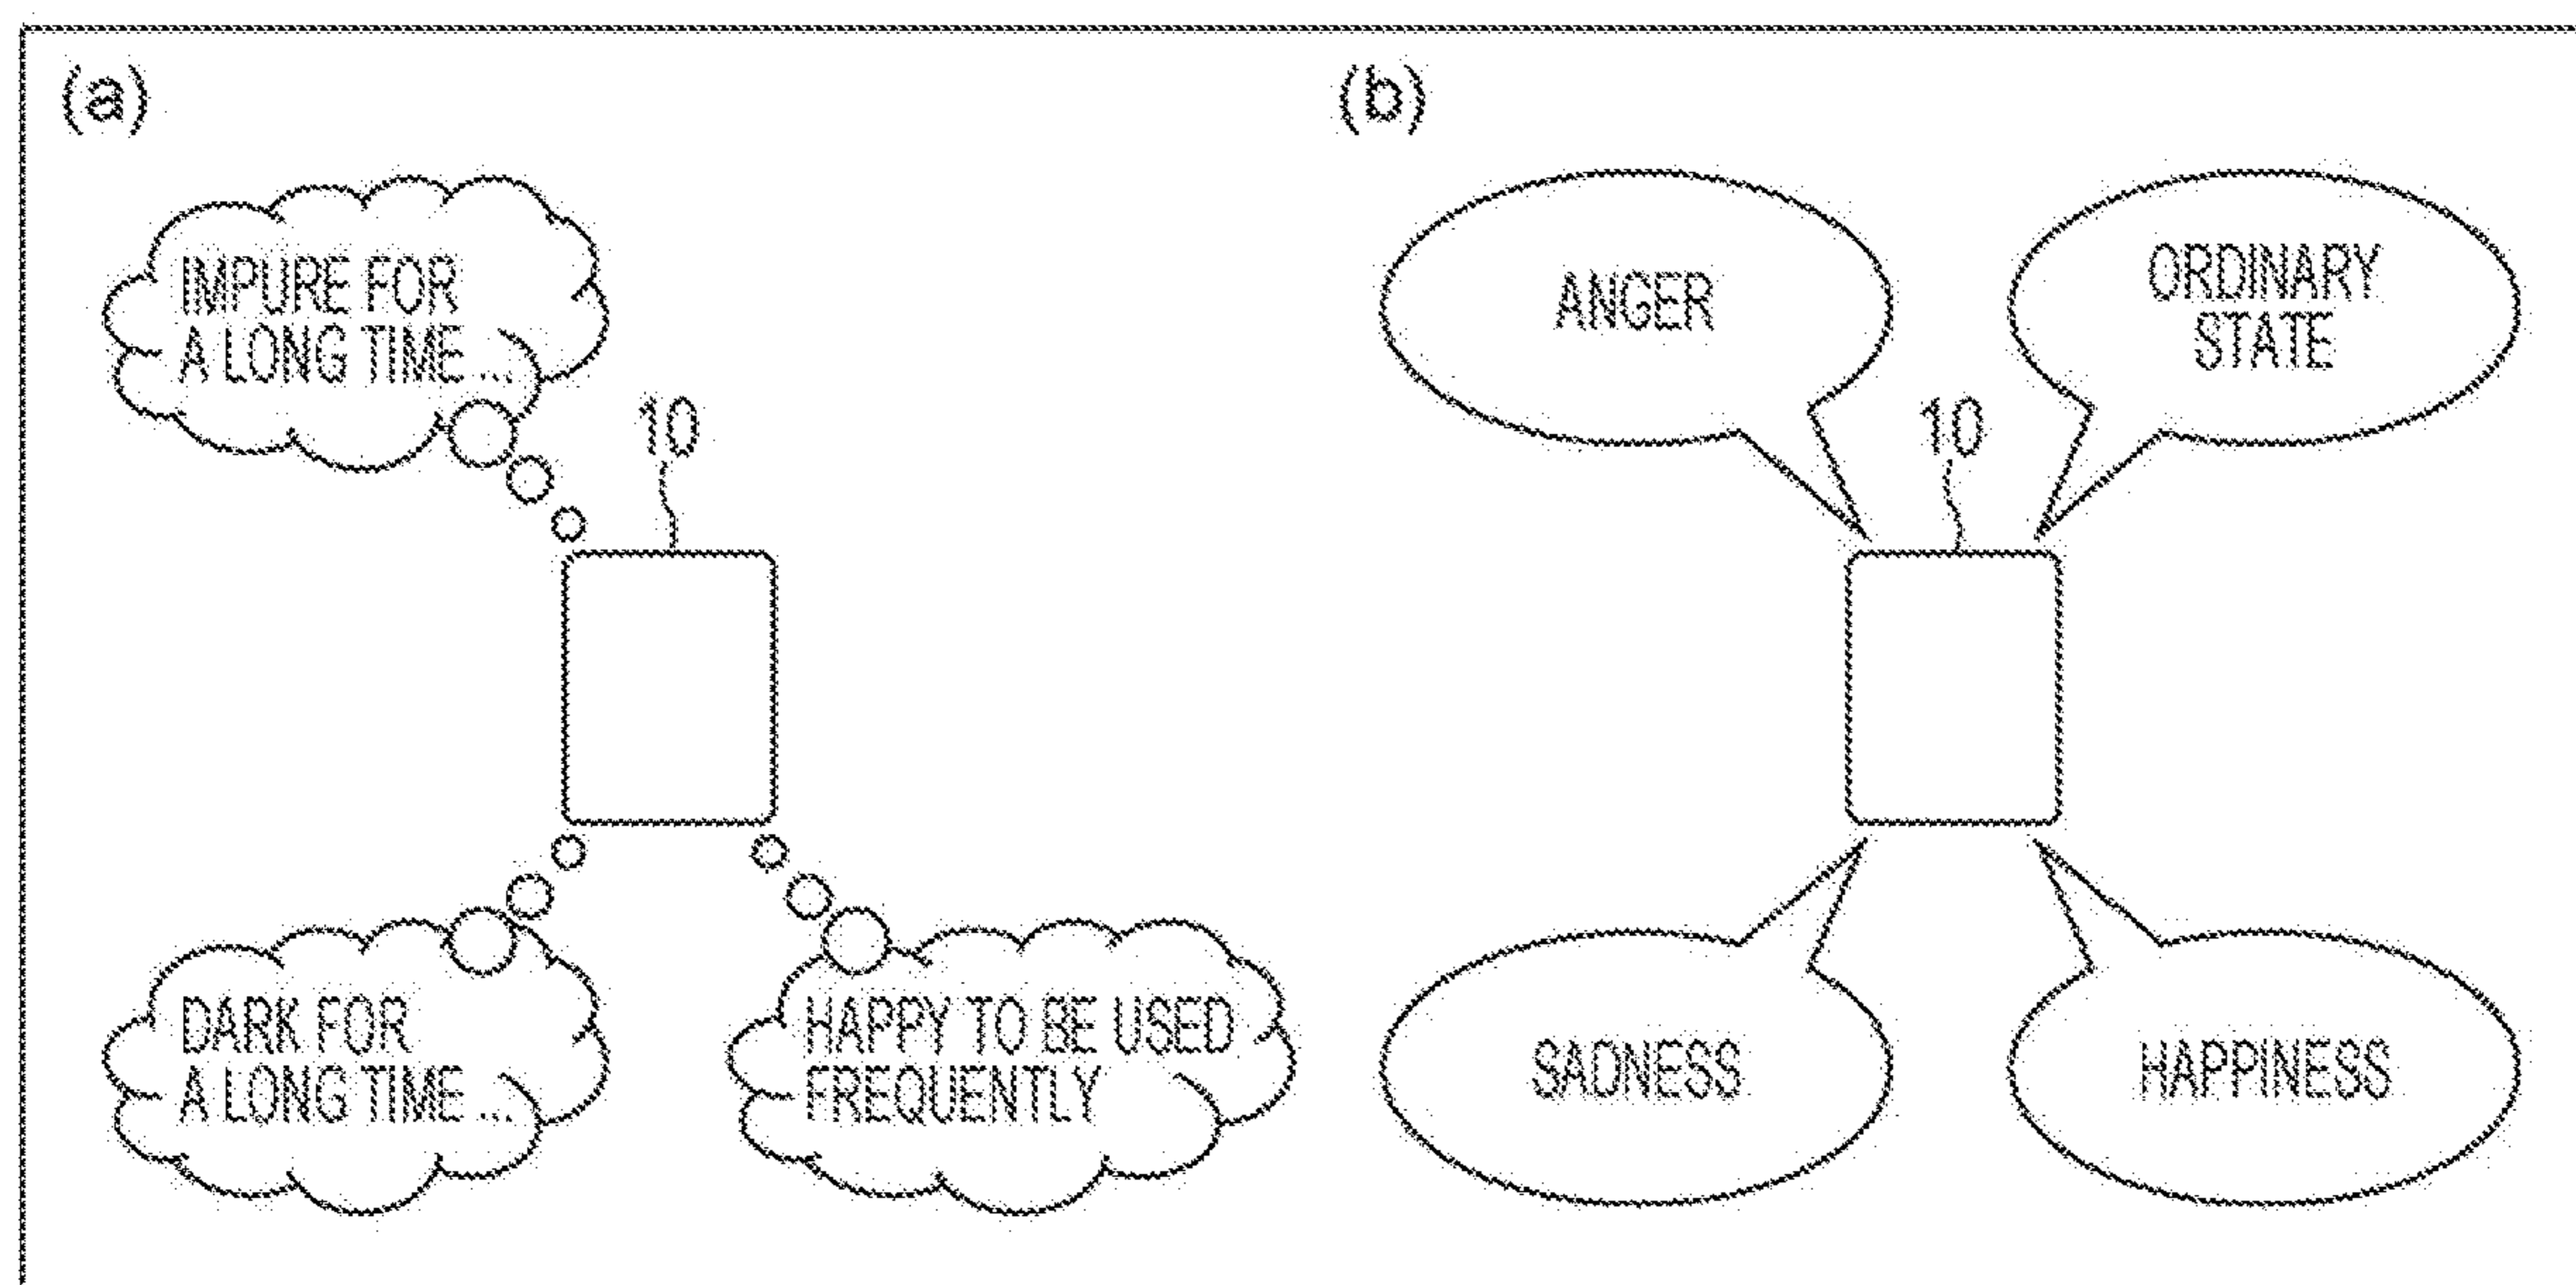 (a)
IMPURE FOR
A LONG TIME ...
10
DARK FOR
A LONG TIME ...
HAPPY TO BE USED
FREQUENTLY
(b)
ANGER
ORDINARY
STATE
10
SADNESS
HAPPINESS